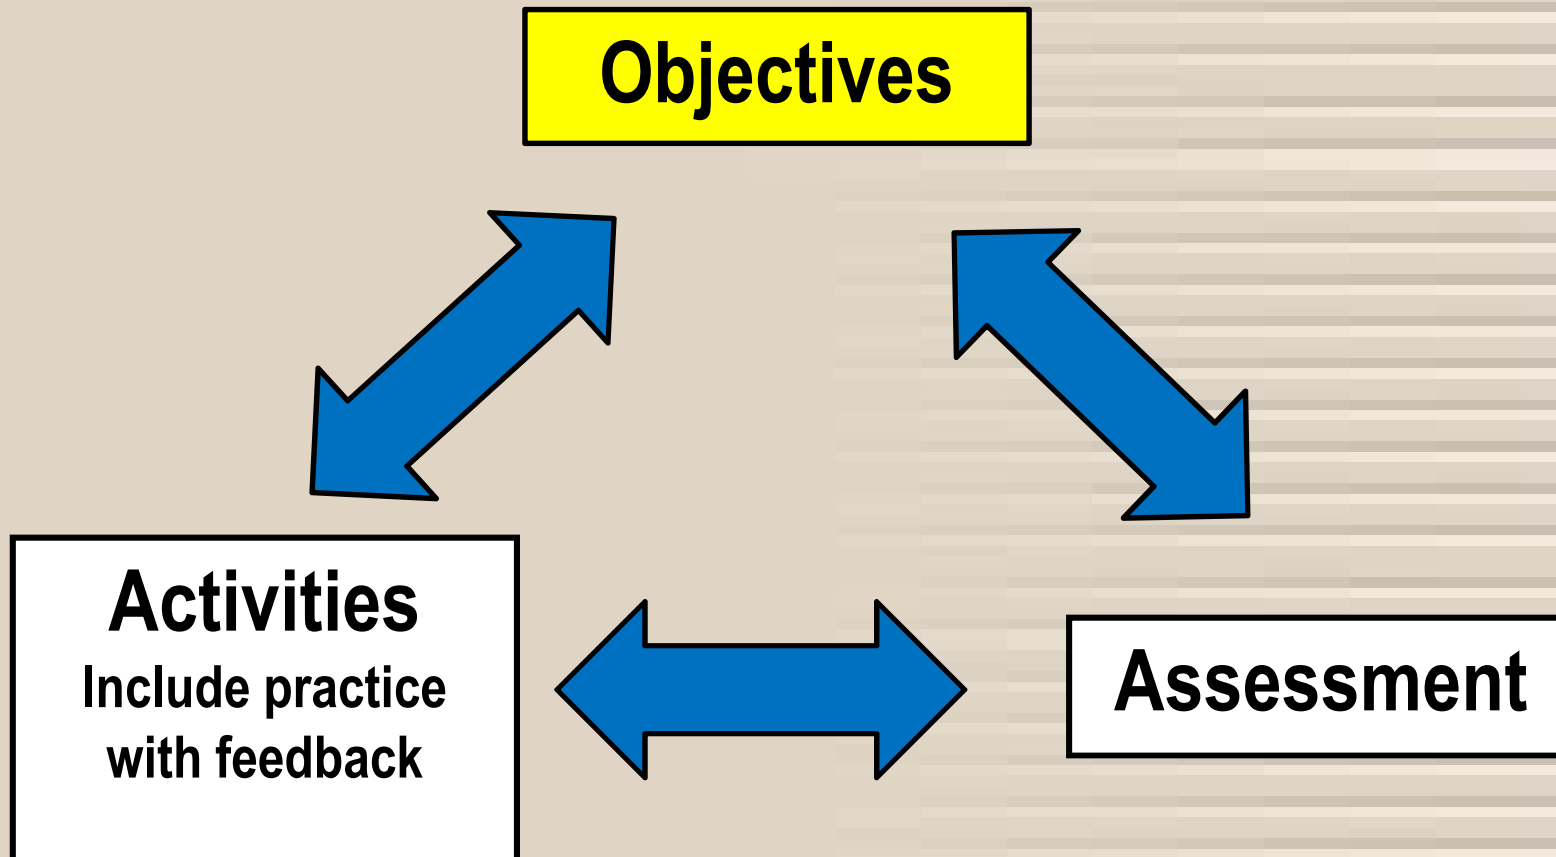 Objectives
Activities
Include practice
with feedback
Assessment